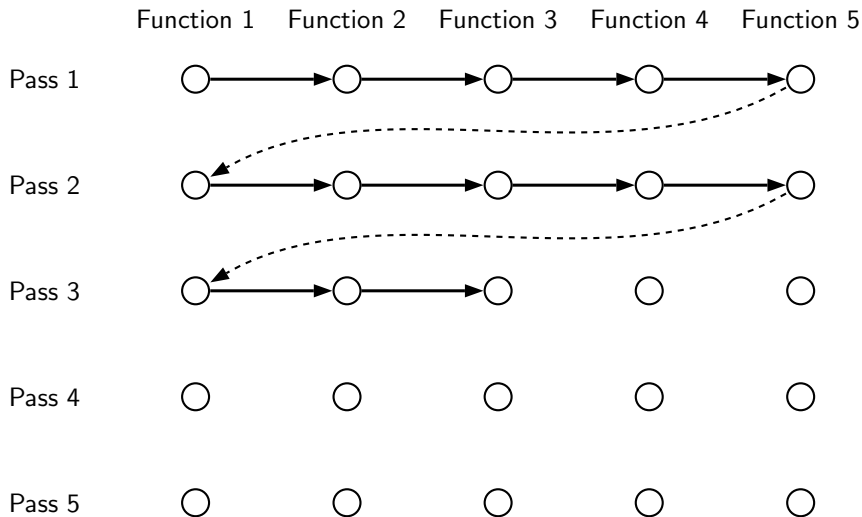 Function 1 Function 2 Function 3 Function 4 Function 5
Pass 1
Pass 2
Pass 3
Pass 4
Pass 5